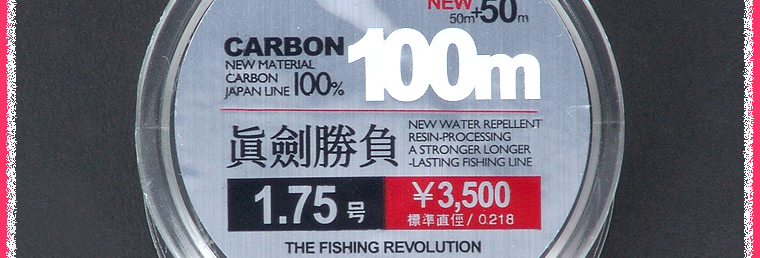 NEW
50m+50m
CARBON 100m
NEW MATERIAL
CARBON
JAPAN LINE 100%
眞劍勝負
NEW WATER REPELLENT
RESIN-PROCESSING
A STRONGER LONGER
-LASTING FISHING LINE
1.75号
¥3,500
標準直徑/0.218
THE FISHING REVOLUTION